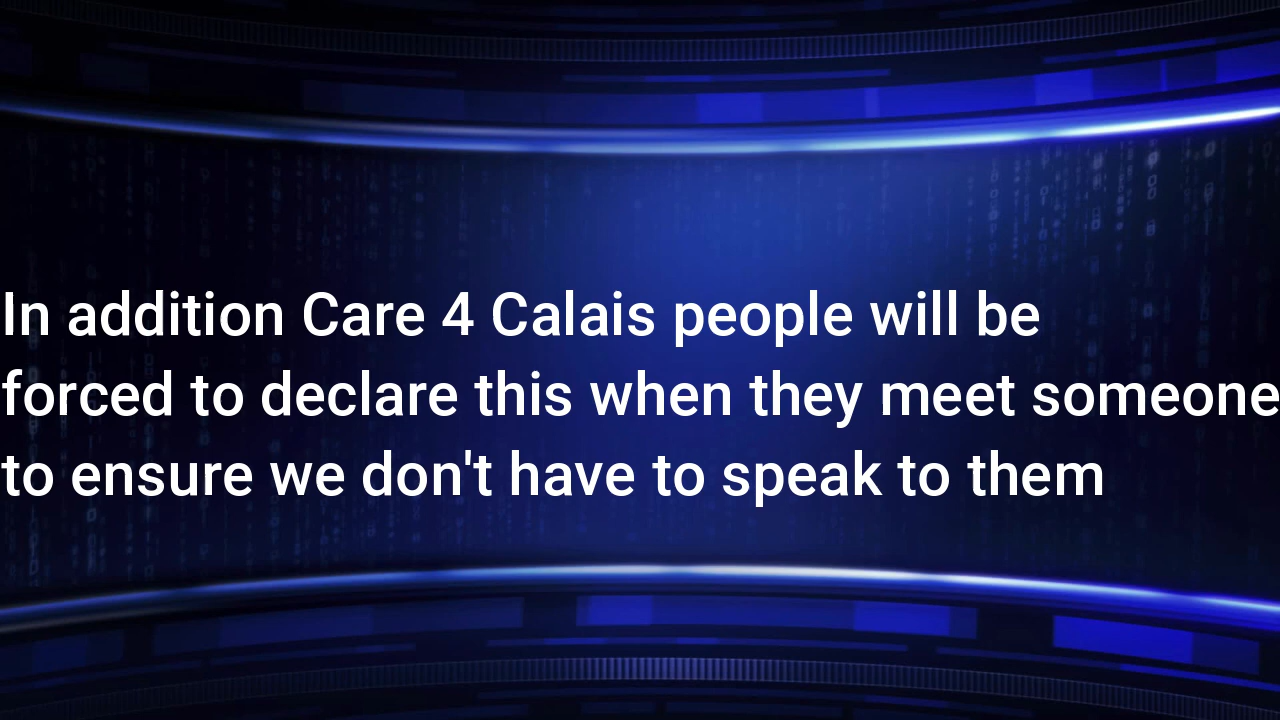 In addition Care 4 Calais people will be
forced to declare this when they meet someone
to ensure we don't have to speak to them